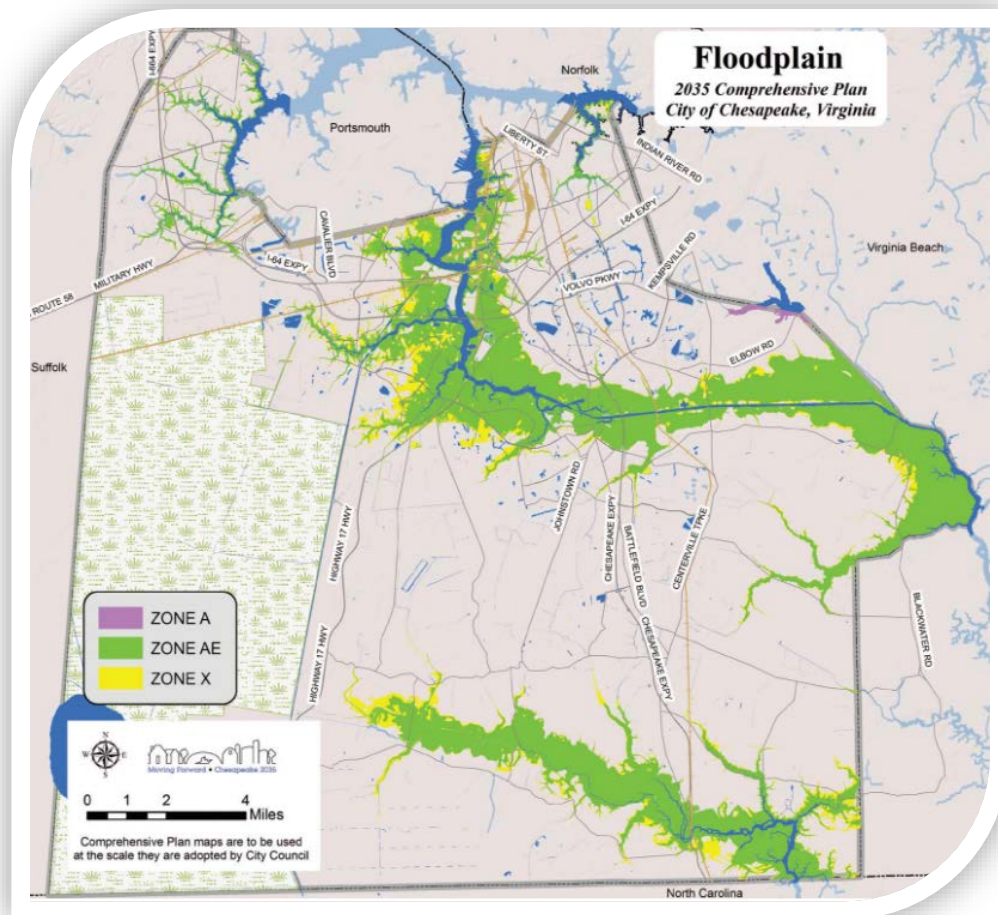 Floodplain
2035 Comprehensive Plan
City of Chesapeake, Virginia
I-664 EXPY
Norfolk
Portsmouth
LIBERTY ST.
INDIAN RIVER RD
I-64 EXPY
CAVALIER BLVD
Virginia Beach
I-64 EXPY
KEMPSVILLE RD
MILITARY HWY
VOLVO PKWY
ROUTE 58
ELBOW RD
Suffolk
JOHNSTOWN RD
HIGHWAY 17 HWY
CHESAPEAKE EXPY
BATTLEFIELD BLVD
CENTERVILLE TPKE
BLACKWATER RD
CHESAPEAKE EXPY
HIGHWAY 17 HWY
ZONE A
ZONE AE
ZONE X
N
W E
S
Moving Forward • Chesapeake 2035
0 1 2 4
Miles
Comprehensive Plan maps are to be used
at the scale they are adopted by City Council
North Carolina